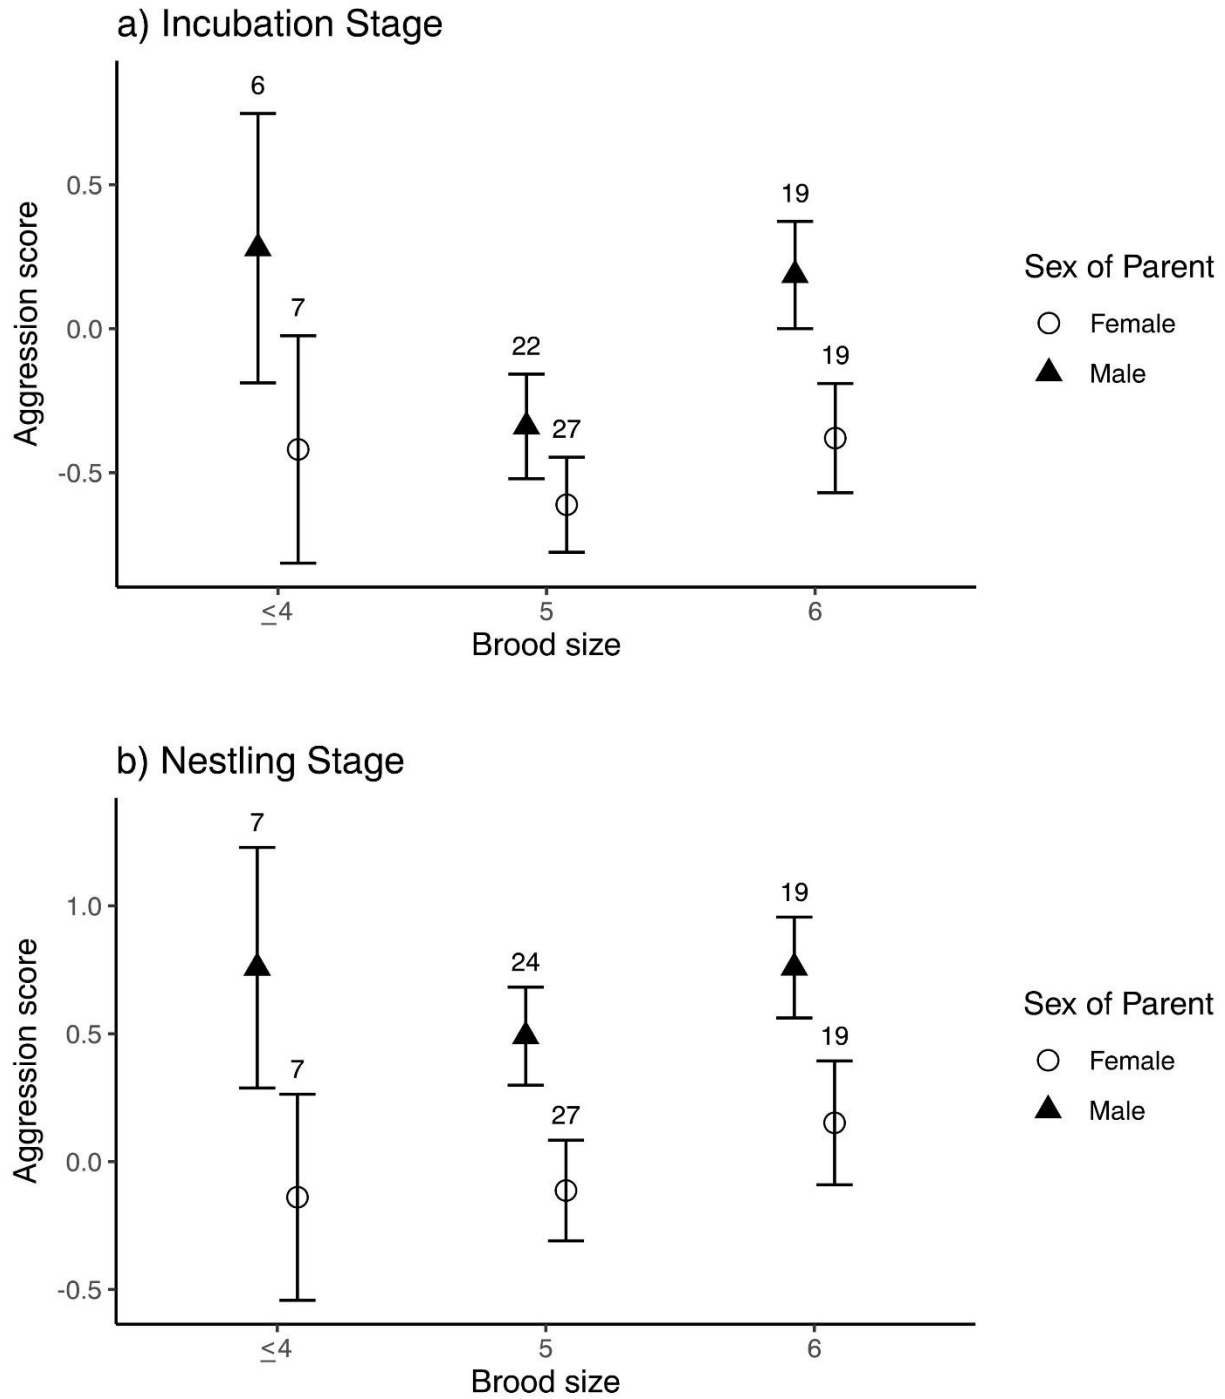 a) Incubation Stage
6
0.5
19
7
Sex of Parent
0.0
22
19
Female
27
Male
-0.5
Aggression score
≤4 5 6
Brood size
b) Nestling Stage
7
1.0
19
24
0.5
19
Sex of Parent
7
27
Female
0.0
Male
-0.5
Aggression score
≤4 5 6
Brood size